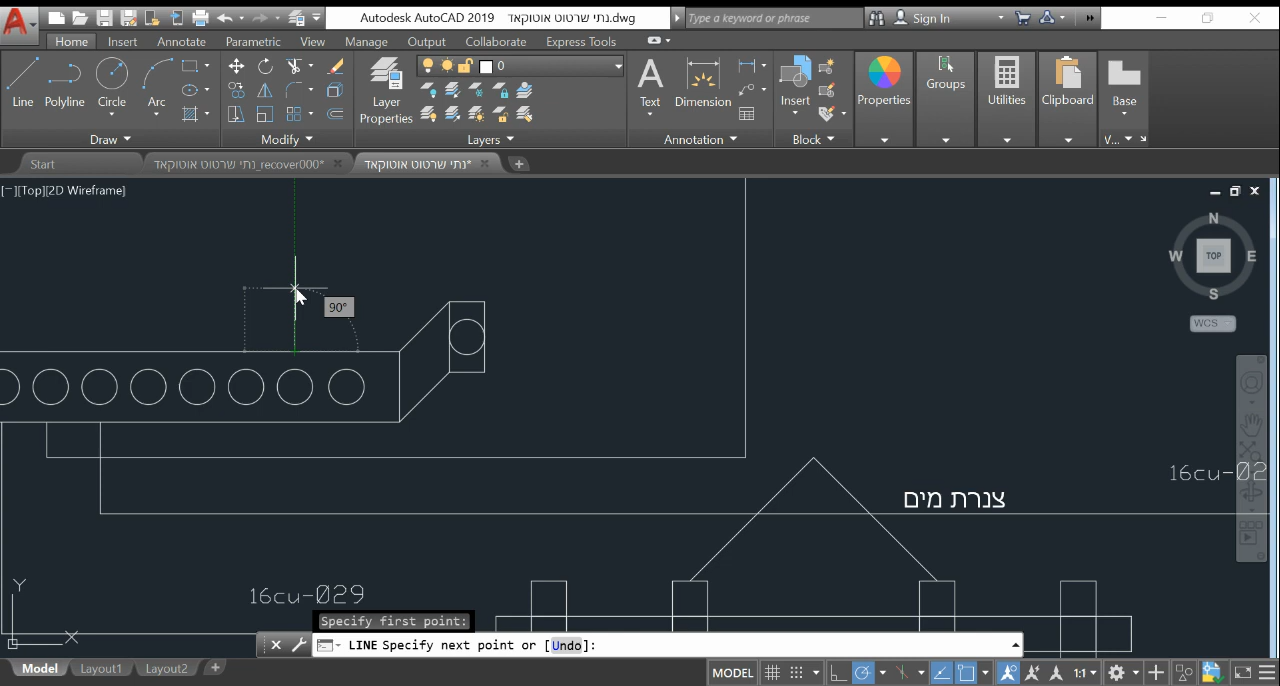 Autodesk AutoCAD 2019 נתי שרטוט אוטוקאד.dwg
Type a keyword or phrase
Sign In
Home Insert Annotate Parametric View Manage Output Collaborate Express Tools
0
Line Polyline Circle Arc
Layer Properties
Text Dimension
Insert
Properties Groups Utilities Clipboard Base
Draw Modify Layers Annotation Block V...
Start נתי שרטוט אוטוקאד_recover000* נתי שרטוט אוטוקאד*
[−][Top][2D Wireframe]
N
W TOP E
S
WCS
90°
16cu-02
צנרת מים
Y
16cu-029
X
Specify first point:
LINE Specify next point or [Undo]:
Model Layout1 Layout2
MODEL 1:1